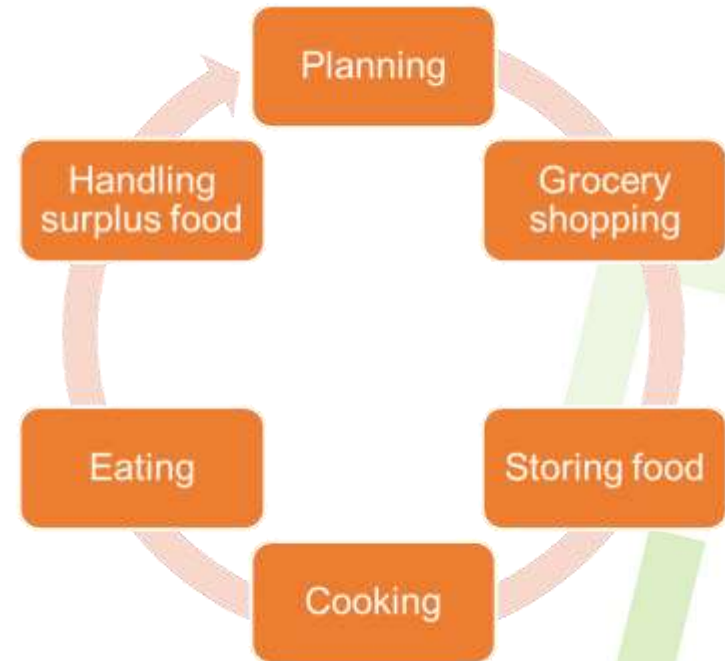 Planning
Grocery
shopping
Storing food
Cooking
Eating
Handling
surplus food